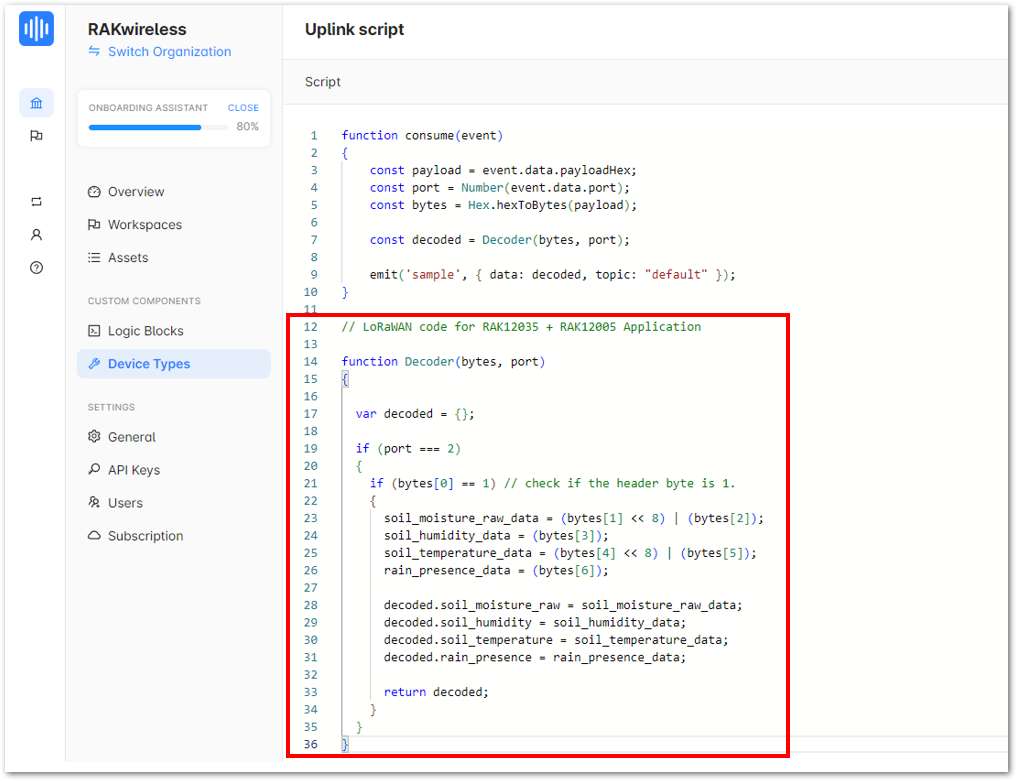 RAKwireless
Switch Organization
ONBOARDING ASSISTANT CLOSE
80%
Overview
Workspaces
Assets
CUSTOM COMPONENTS
Logic Blocks
Device Types
SETTINGS
General
API Keys
Users
Subscription
Uplink script
Script
1 function consume(event)
2 {
3     const payload = event.data.payloadHex;
4     const port = Number(event.data.port);
5     const bytes = Hex.hexToBytes(payload);
6
7     const decoded = Decoder(bytes, port);
8
9     emit('sample', { data: decoded, topic: "default" });
10 }
11
12 // LoRaWAN code for RAK12035 + RAK12005 Application
13
14 function Decoder(bytes, port)
15 {
16
17   var decoded = {};
18
19   if (port === 2)
20   {
21     if (bytes[0] == 1) // check if the header byte is 1.
22     {
23       soil_moisture_raw_data = (bytes[1] << 8) | (bytes[2]);
24       soil_humidity_data = (bytes[3]);
25       soil_temperature_data = (bytes[4] << 8) | (bytes[5]);
26       rain_presence_data = (bytes[6]);
27
28       decoded.soil_moisture_raw = soil_moisture_raw_data;
29       decoded.soil_humidity = soil_humidity_data;
30       decoded.soil_temperature = soil_temperature_data;
31       decoded.rain_presence = rain_presence_data;
32
33       return decoded;
34     }
35   }
36 }